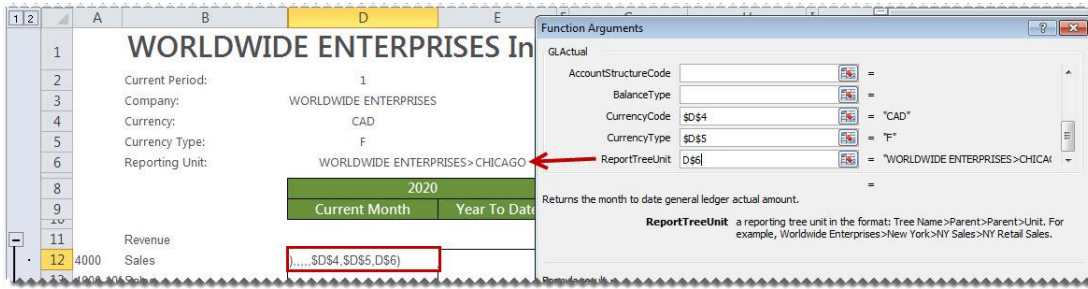 1 2 A B D E
1 WORLDWIDE ENTERPRISES In
2 Current Period: 1
3 Company: WORLDWIDE ENTERPRISES
4 Currency: CAD
5 Currency Type: F
6 Reporting Unit: WORLDWIDE ENTERPRISES>CHICAGO
8 2020
9 Current Month Year To Date
11 Revenue
12 4000 Sales ),,,,,$D$4,$D$5,D$6)
Function Arguments
GLActual
AccountStructureCode =
BalanceType =
CurrencyCode $D$4 = "CAD"
CurrencyType $D$5 = "F"
ReportTreeUnit D$6 = "WORLDWIDE ENTERPRISES>CHICA(
=
Returns the month to date general ledger actual amount.
ReportTreeUnit a reporting tree unit in the format: Tree Name>Parent>Parent>Unit. For
example, Worldwide Enterprises>New York>NY Sales>NY Retail Sales.